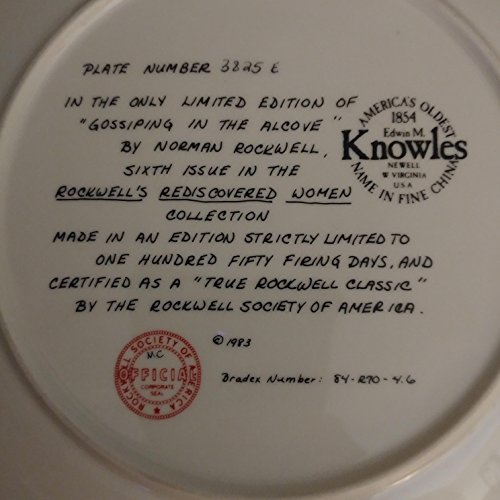 PLATE NUMBER 3825 E
IN THE ONLY LIMITED EDITION OF
"GOSSIPING IN THE ALCOVE"
BY NORMAN ROCKWELL,
SIXTH ISSUE IN THE
ROCKWELL'S REDISCOVERED WOMEN
COLLECTION
MADE IN AN EDITION STRICTLY LIMITED TO
ONE HUNDRED FIFTY FIRING DAYS, AND
CERTIFIED AS A "TRUE ROCKWELL CLASSIC"
BY THE ROCKWELL SOCIETY OF AMERICA.
AMERICA'S OLDEST
1854
Edwin M.
Knowles
NEWELL
W VIRGINIA
U.S.A
NAME IN FINE CHINA
© 1983
ROCKWELL SOCIETY OF AMERICA
M.C.
OFFICIAL
CORPORATE
SEAL
Bradex Number: 84-R70-4.6